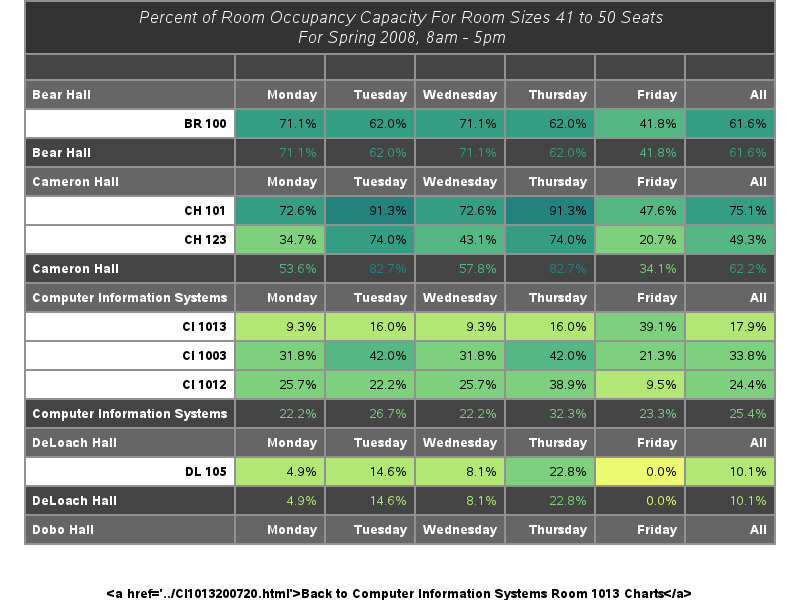 Percent of Room Occupancy Capacity For Room Sizes 41 to 50 Seats
For Spring 2008, 8am - 5pm
Bear Hall Monday Tuesday Wednesday Thursday Friday All
BR 100 71.1% 62.0% 71.1% 62.0% 41.8% 61.6%
Bear Hall 71.1% 62.0% 71.1% 62.0% 41.8% 61.6%
Cameron Hall Monday Tuesday Wednesday Thursday Friday All
CH 101 72.6% 91.3% 72.6% 91.3% 47.6% 75.1%
CH 123 34.7% 74.0% 43.1% 74.0% 20.7% 49.3%
Cameron Hall 53.6% 82.7% 57.8% 82.7% 34.1% 62.2%
Computer Information Systems Monday Tuesday Wednesday Thursday Friday All
CI 1013 9.3% 16.0% 9.3% 16.0% 39.1% 17.9%
CI 1003 31.8% 42.0% 31.8% 42.0% 21.3% 33.8%
CI 1012 25.7% 22.2% 25.7% 38.9% 9.5% 24.4%
Computer Information Systems 22.2% 26.7% 22.2% 32.3% 23.3% 25.4%
DeLoach Hall Monday Tuesday Wednesday Thursday Friday All
DL 105 4.9% 14.6% 8.1% 22.8% 0.0% 10.1%
DeLoach Hall 4.9% 14.6% 8.1% 22.8% 0.0% 10.1%
Dobo Hall Monday Tuesday Wednesday Thursday Friday All
&lt;a href='../CI1013200720.html'&gt;Back to Computer Information Systems Room 1013 Charts&lt;/a&gt;